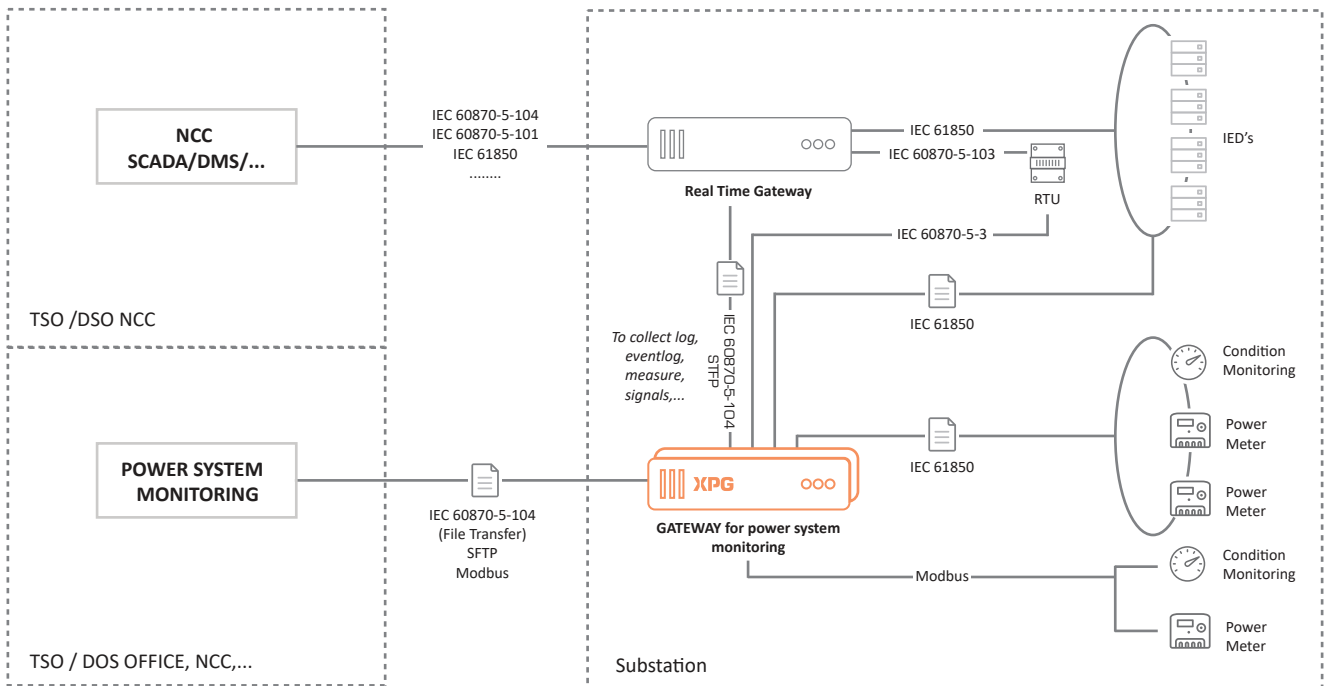 NCC
SCADA/DMS/...
TSO /DSO NCC
IEC 60870-5-104
IEC 60870-5-101
IEC 61850
........
Real Time Gateway
IEC 61850
IEC 60870-5-103
RTU
IED's
IEC 60870-5-3
IEC 61850
To collect log,
eventlog,
measure,
signals,...
IEC 60870-5-104
STFP
Condition
Monitoring
Power
Meter
Power
Meter
IEC 61850
POWER SYSTEM
MONITORING
IEC 60870-5-104
(File Transfer)
SFTP
Modbus
XPG
GATEWAY for power system
monitoring
Modbus
Condition
Monitoring
Power
Meter
TSO / DOS OFFICE, NCC,...
Substation